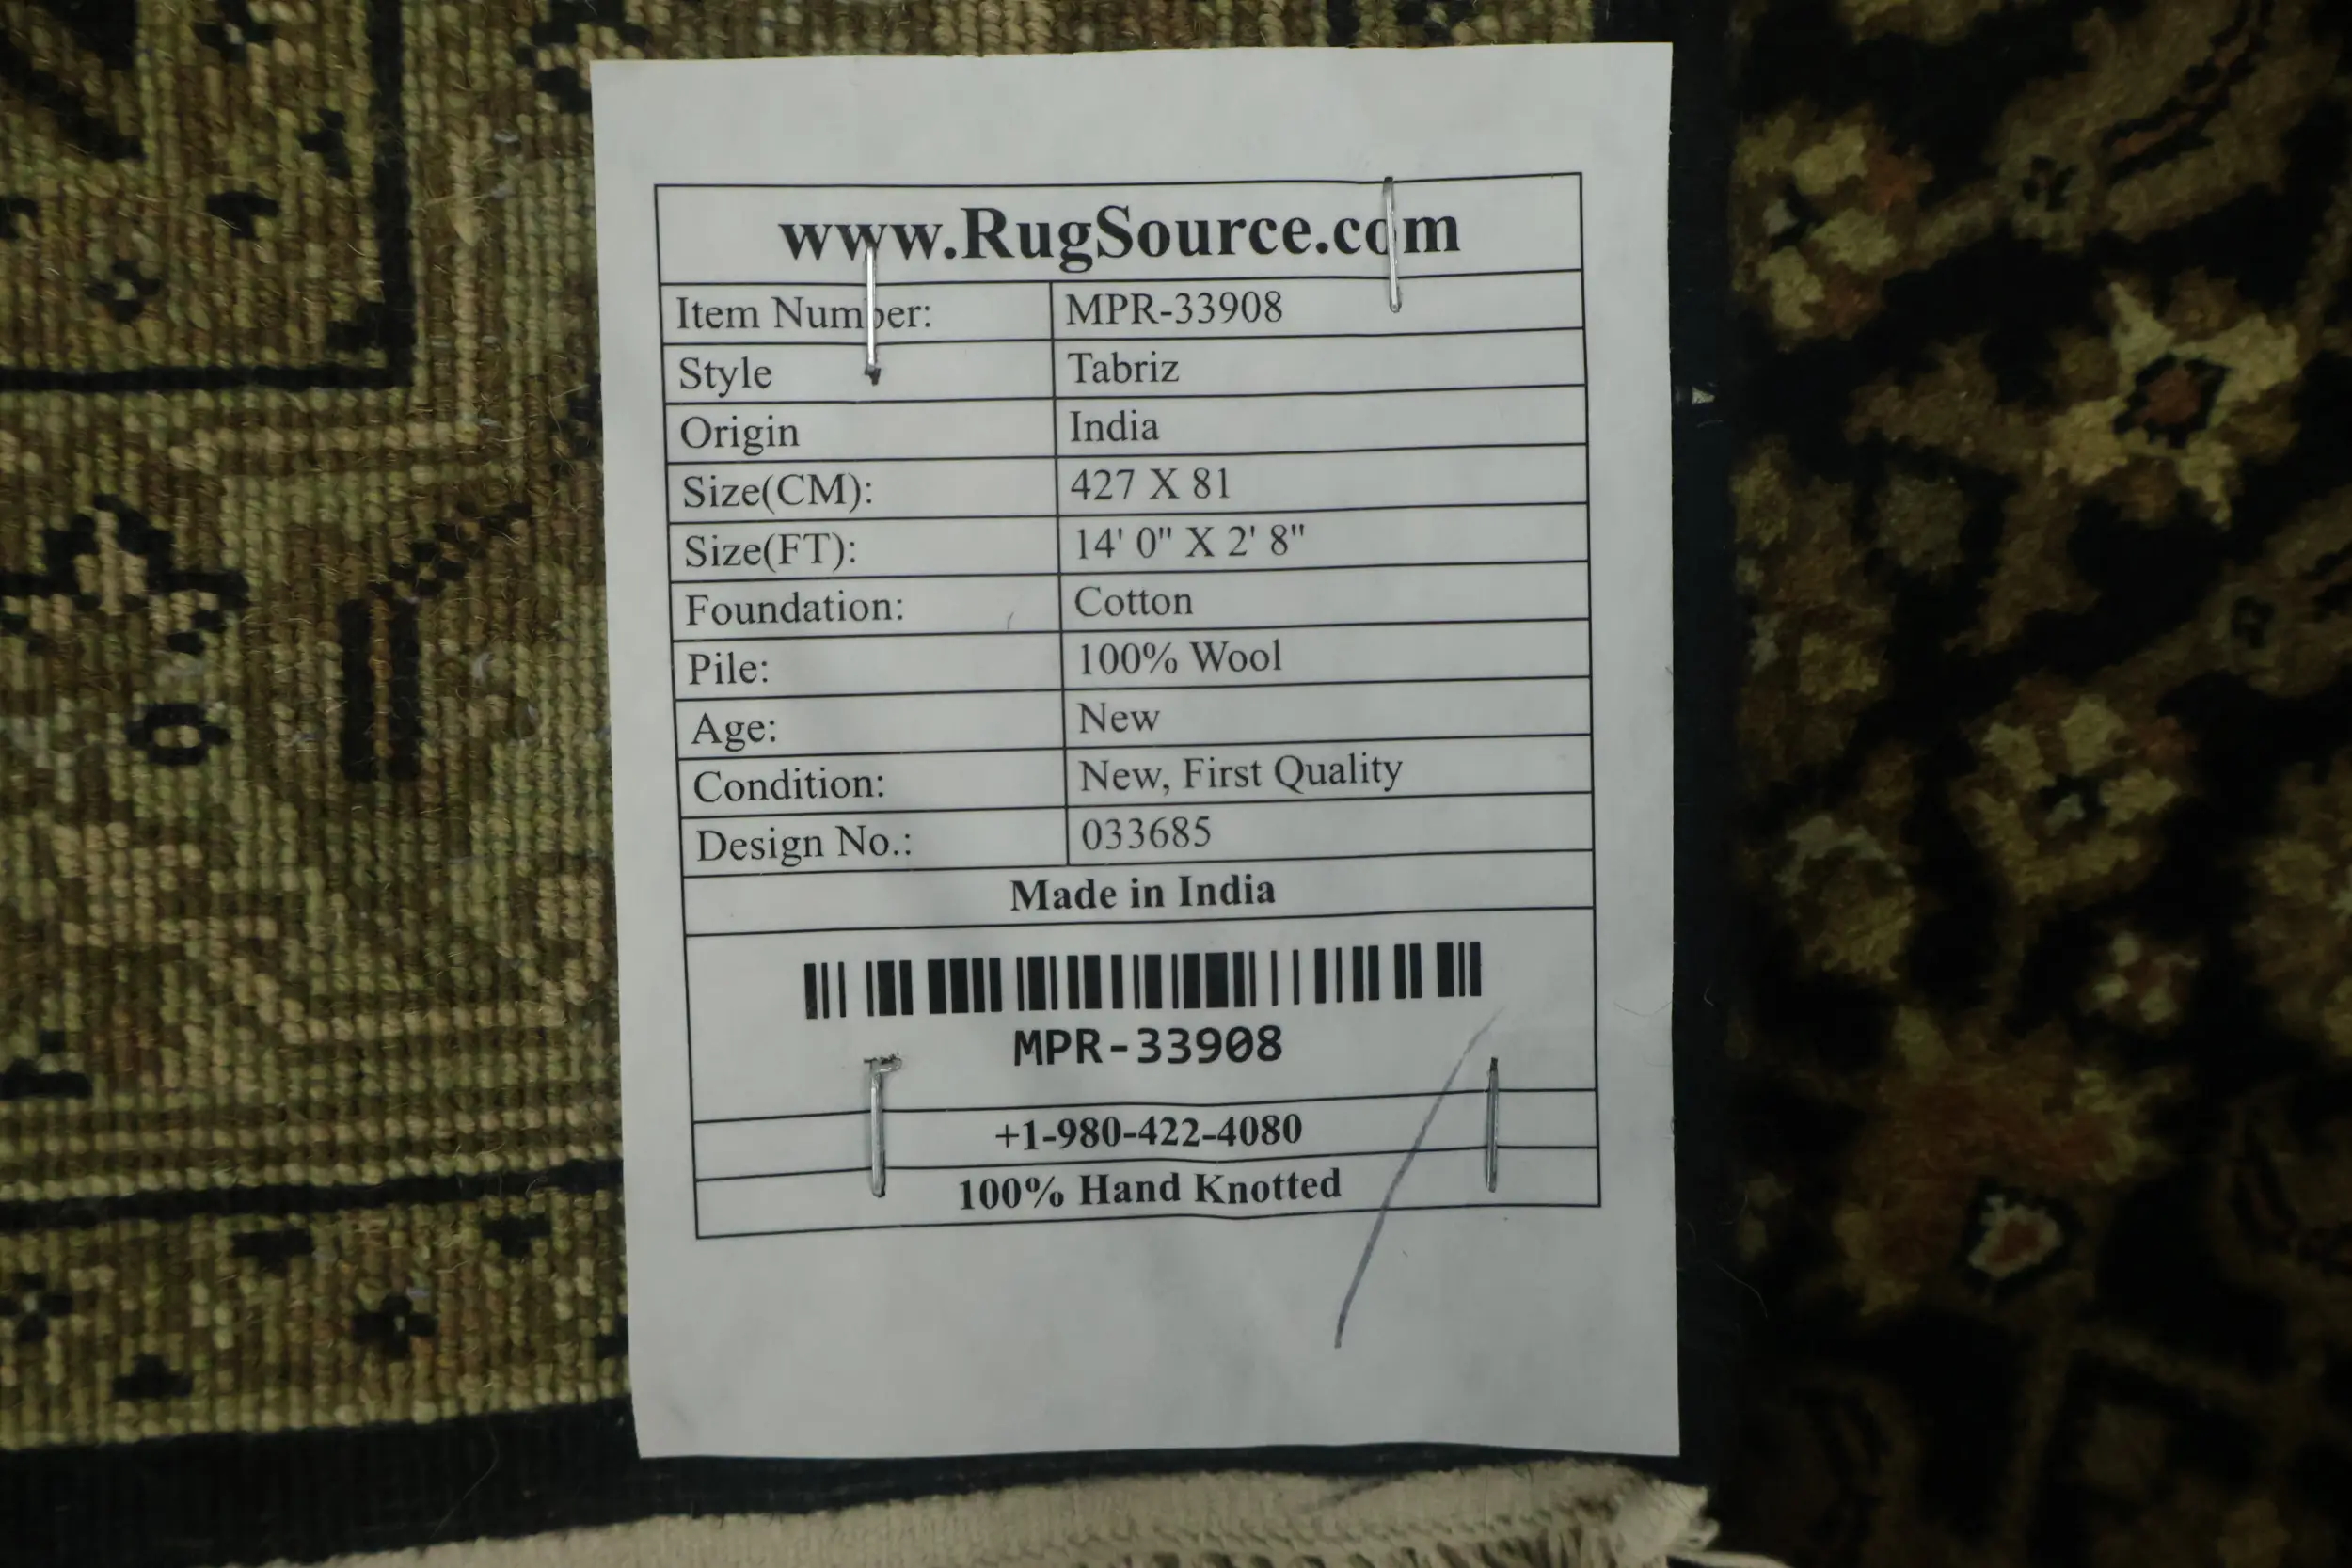 www.RugSource.com
Item Number: MPR-33908
Style Tabriz
Origin India
Size(CM): 427 X 81
Size(FT): 14' 0" X 2' 8"
Foundation: Cotton
Pile: 100% Wool
Age: New
Condition: New, First Quality
Design No.: 033685
Made in India
MPR-33908
+1-980-422-4080
100% Hand Knotted